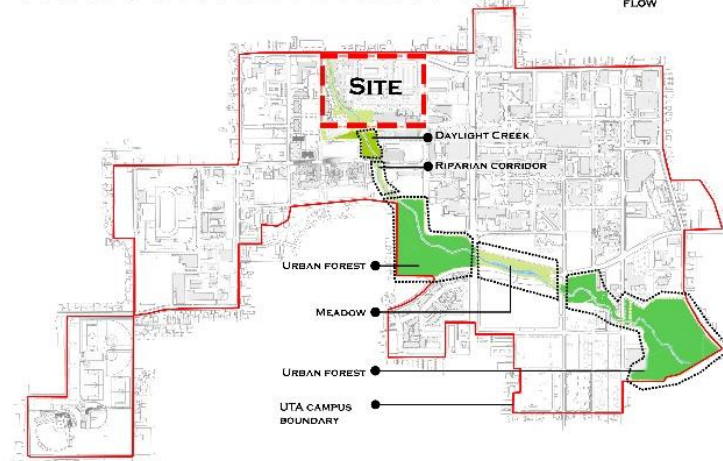 FLOW
SITE
DAYLIGHT CREEK
RIPARIAN CORRIDOR
URBAN FOREST
MEADOW
URBAN FOREST
UTA CAMPUS
BOUNDARY